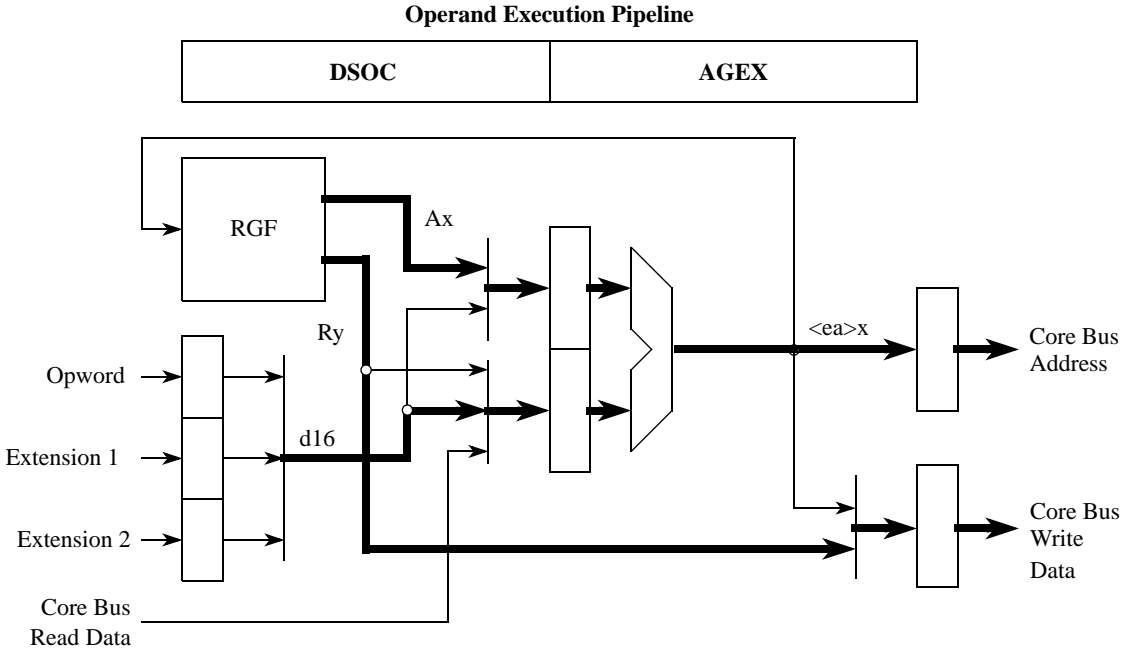 Operand Execution Pipeline
DSOC
AGEX
RGF
Ax
Ry
<ea>x
Core Bus
Address
Opword
d16
Extension 1
Extension 2
Core Bus
Write
Data
Core Bus
Read Data